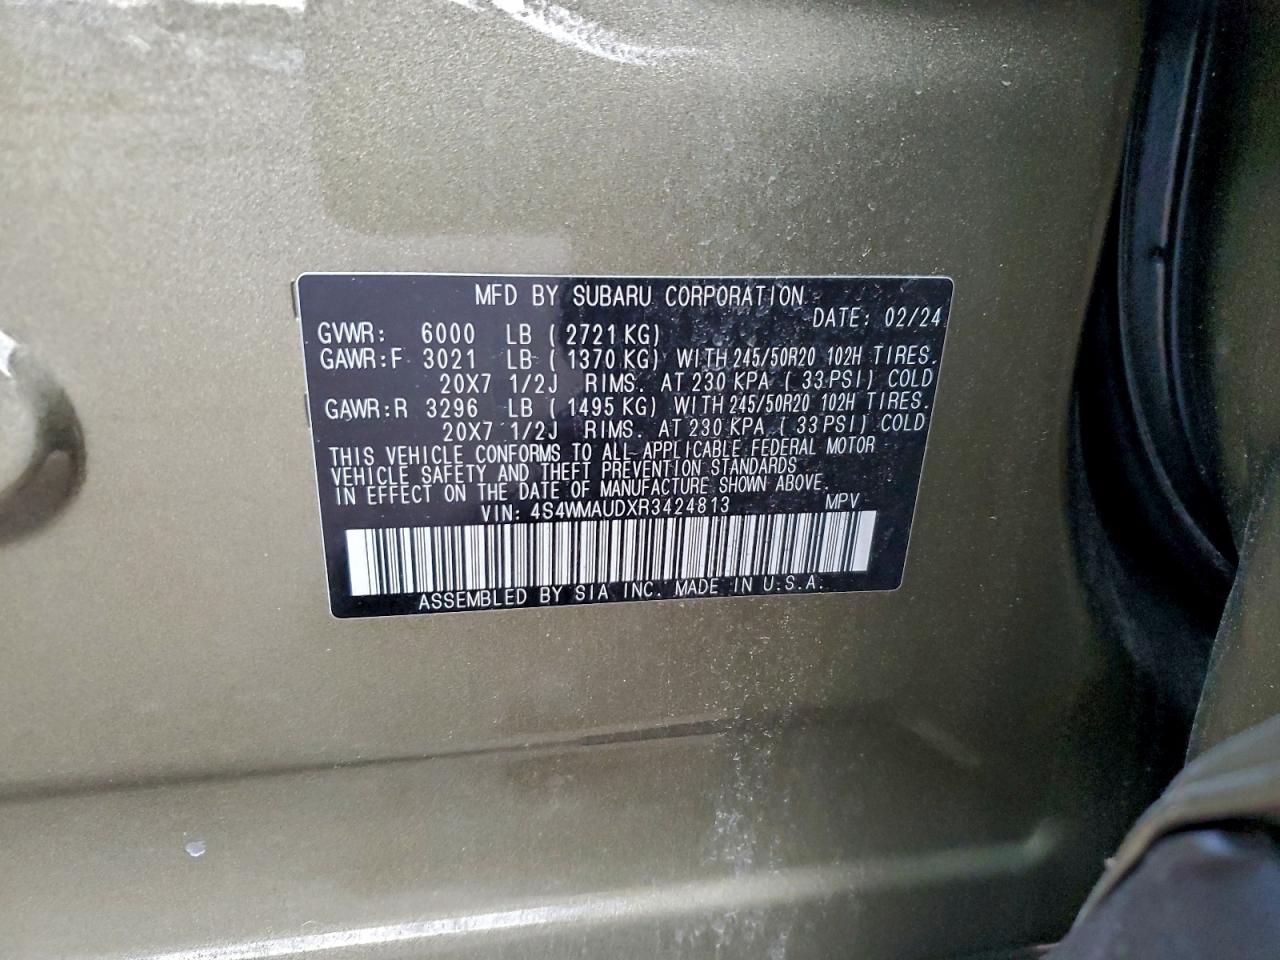 MFD BY SUBARU CORPORATION
DATE: 02/24
GVWR: 6000 LB ( 2721 KG)
GAWR:F 3021 LB ( 1370 KG) WITH 245/50R20 102H TIRES.
20X7 1/2J RIMS. AT 230 KPA ( 33 PSI) COLD
GAWR:R 3296 LB ( 1495 KG) WITH 245/50R20 102H TIRES.
20X7 1/2J RIMS. AT 230 KPA ( 33 PSI) COLD
THIS VEHICLE CONFORMS TO ALL APPLICABLE FEDERAL MOTOR
VEHICLE SAFETY AND THEFT PREVENTION STANDARDS
IN EFFECT ON THE DATE OF MANUFACTURE SHOWN ABOVE.
VIN: 4S4WMAUDXR3424813 MPV
ASSEMBLED BY SIA INC. MADE IN U.S.A.